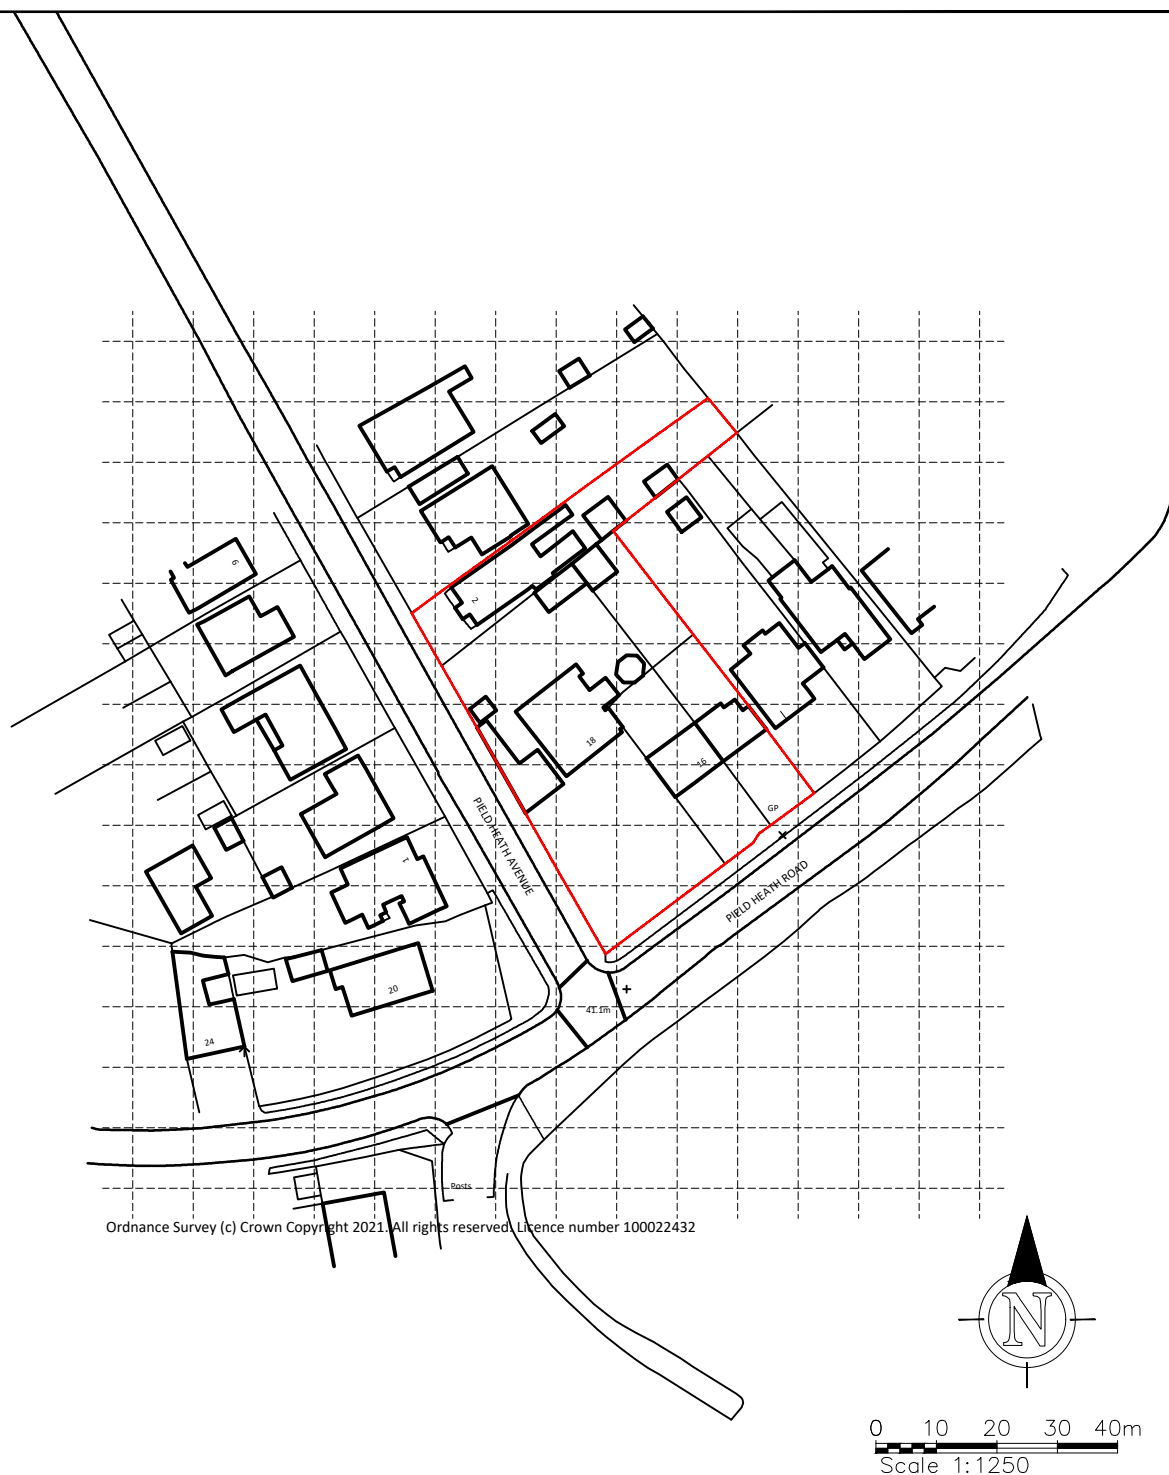 6
2
18
16
GP
PIELD HEATH AVENUE
1
PIELD HEATH ROAD
20
41.1m
24
Posts
Ordnance Survey (c) Crown Copyright 2021. All rights reserved. Licence number 100022432
N
0 10 20 30 40m
Scale 1:1250